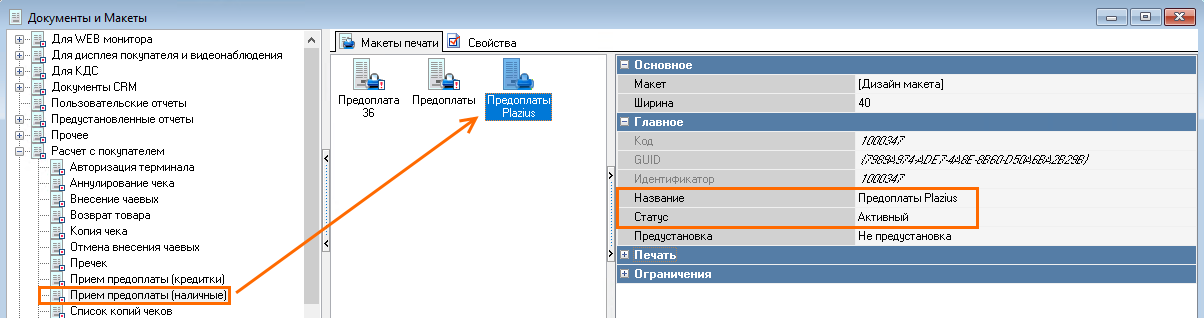 Документы и Макеты
Для WEB монитора
Для дисплея покупателя и видеонаблюдения
Для КДС
Документы CRM
Пользовательские отчеты
Предустановленные отчеты
Прочее
Расчет с покупателем
Авторизация терминала
Аннулирование чека
Внесение чаевых
Возврат товара
Копия чека
Отмена внесения чаевых
Пречек
Прием предоплаты (кредитки)
Прием предоплаты (наличные)
Список копий чеков
Макеты печати
Свойства
Предоплата
36
Предоплаты
Предоплаты
Plazius
Основное
Макет [Дизайн макета]
Ширина 40
Главное
Код 1000347
GUID {7989A974-ADE7-4A8E-8B60-D50A6BA2B29B}
Идентификатор 1000347
Название Предоплаты Plazius
Статус Активный
Предустановка Не предустановка
Печать
Ограничения